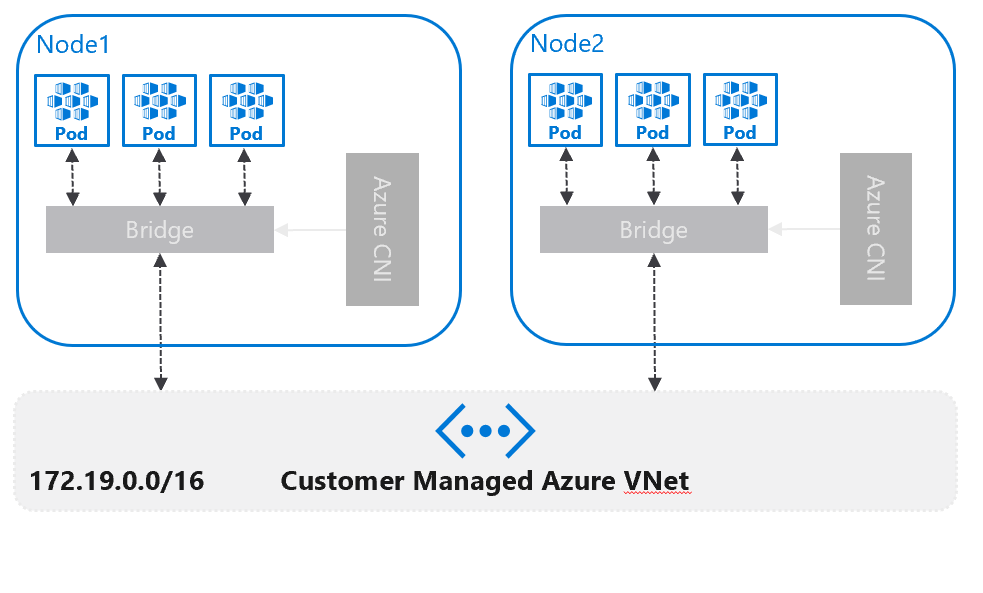 Node1
Pod
Pod
Pod
Bridge
Azure CNI
Node2
Pod
Pod
Pod
Bridge
Azure CNI
172.19.0.0/16
Customer Managed Azure VNet